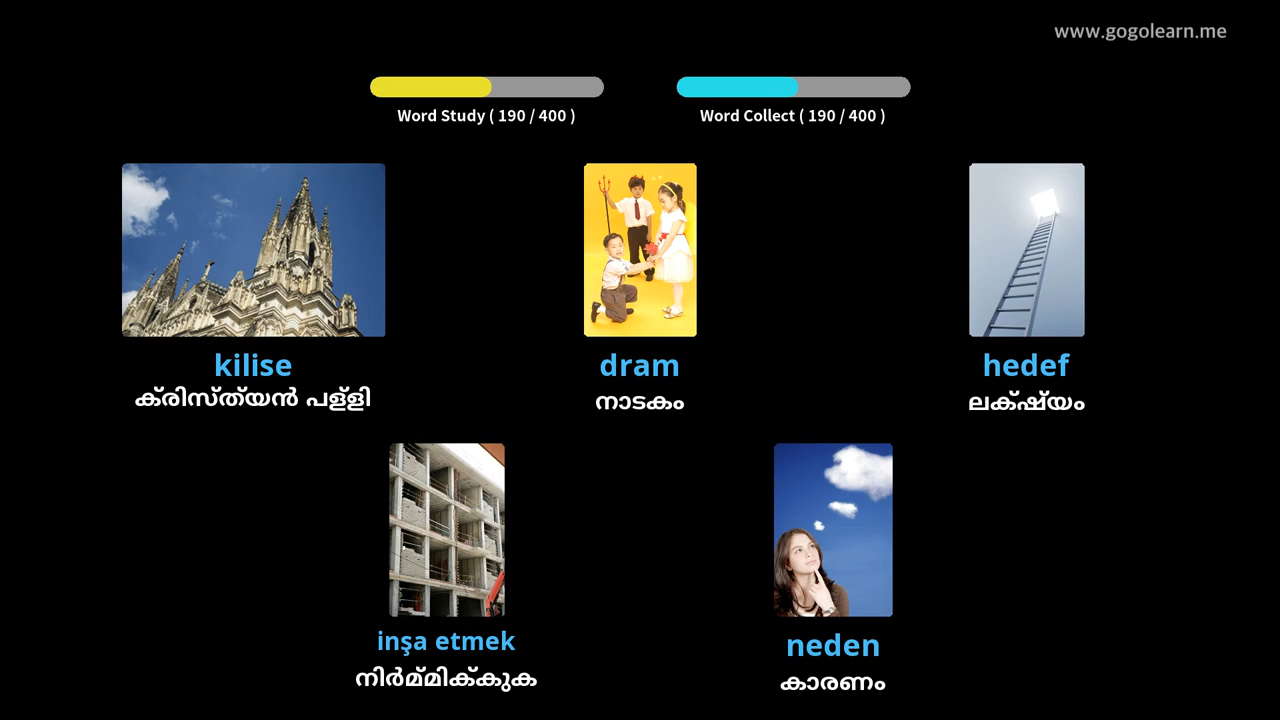 www.gogolearn.me
Word Study ( 190 / 400 )
Word Collect ( 190 / 400 )
kilise
ക്രിസ്ത്യൻ പള്ളി
dram
നാടകം
hedef
ലക്ഷ്യം
inşa etmek
നിർമ്മിക്കുക
neden
കാരണം